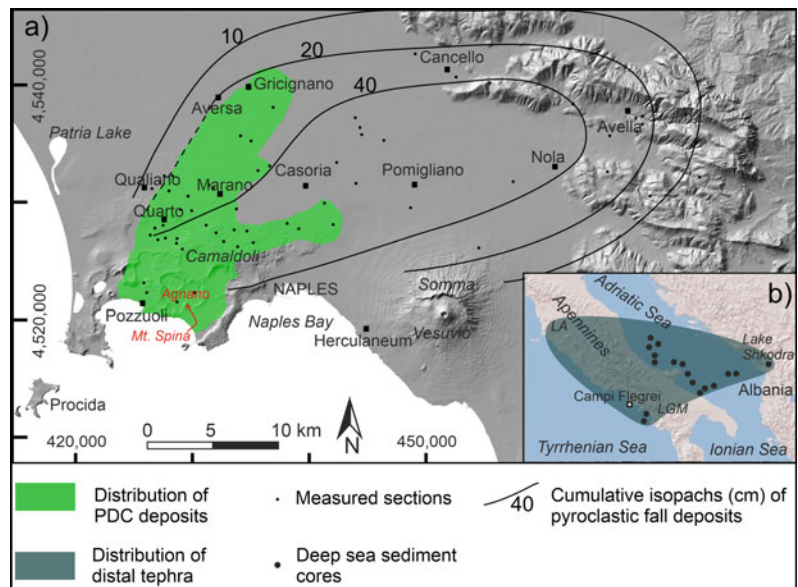 a)
10
20
40
Cancello
Gricignano
Aversa
4,540,000
Patria Lake
Avella
Nola
Casoria
Pomigliano
Qualiano
Marano
Quarto
Camaldoli
NAPLES
Somma
Agnano
Pozzuoli
Mt. Spina
Naples Bay
Vesuvio
4,520,000
Herculaneum
Procida
0 5 10 km
N
420,000
450,000
b)
Adriatic Sea
Apennines
LA
Lake
Shkodra
Campi Flegrei
Albania
LGM
Tyrrhenian Sea
Ionian Sea
Distribution of
PDC deposits
Measured sections
40
Cumulative isopachs (cm) of
pyroclastic fall deposits
Distribution of
distal tephra
Deep sea sediment
cores